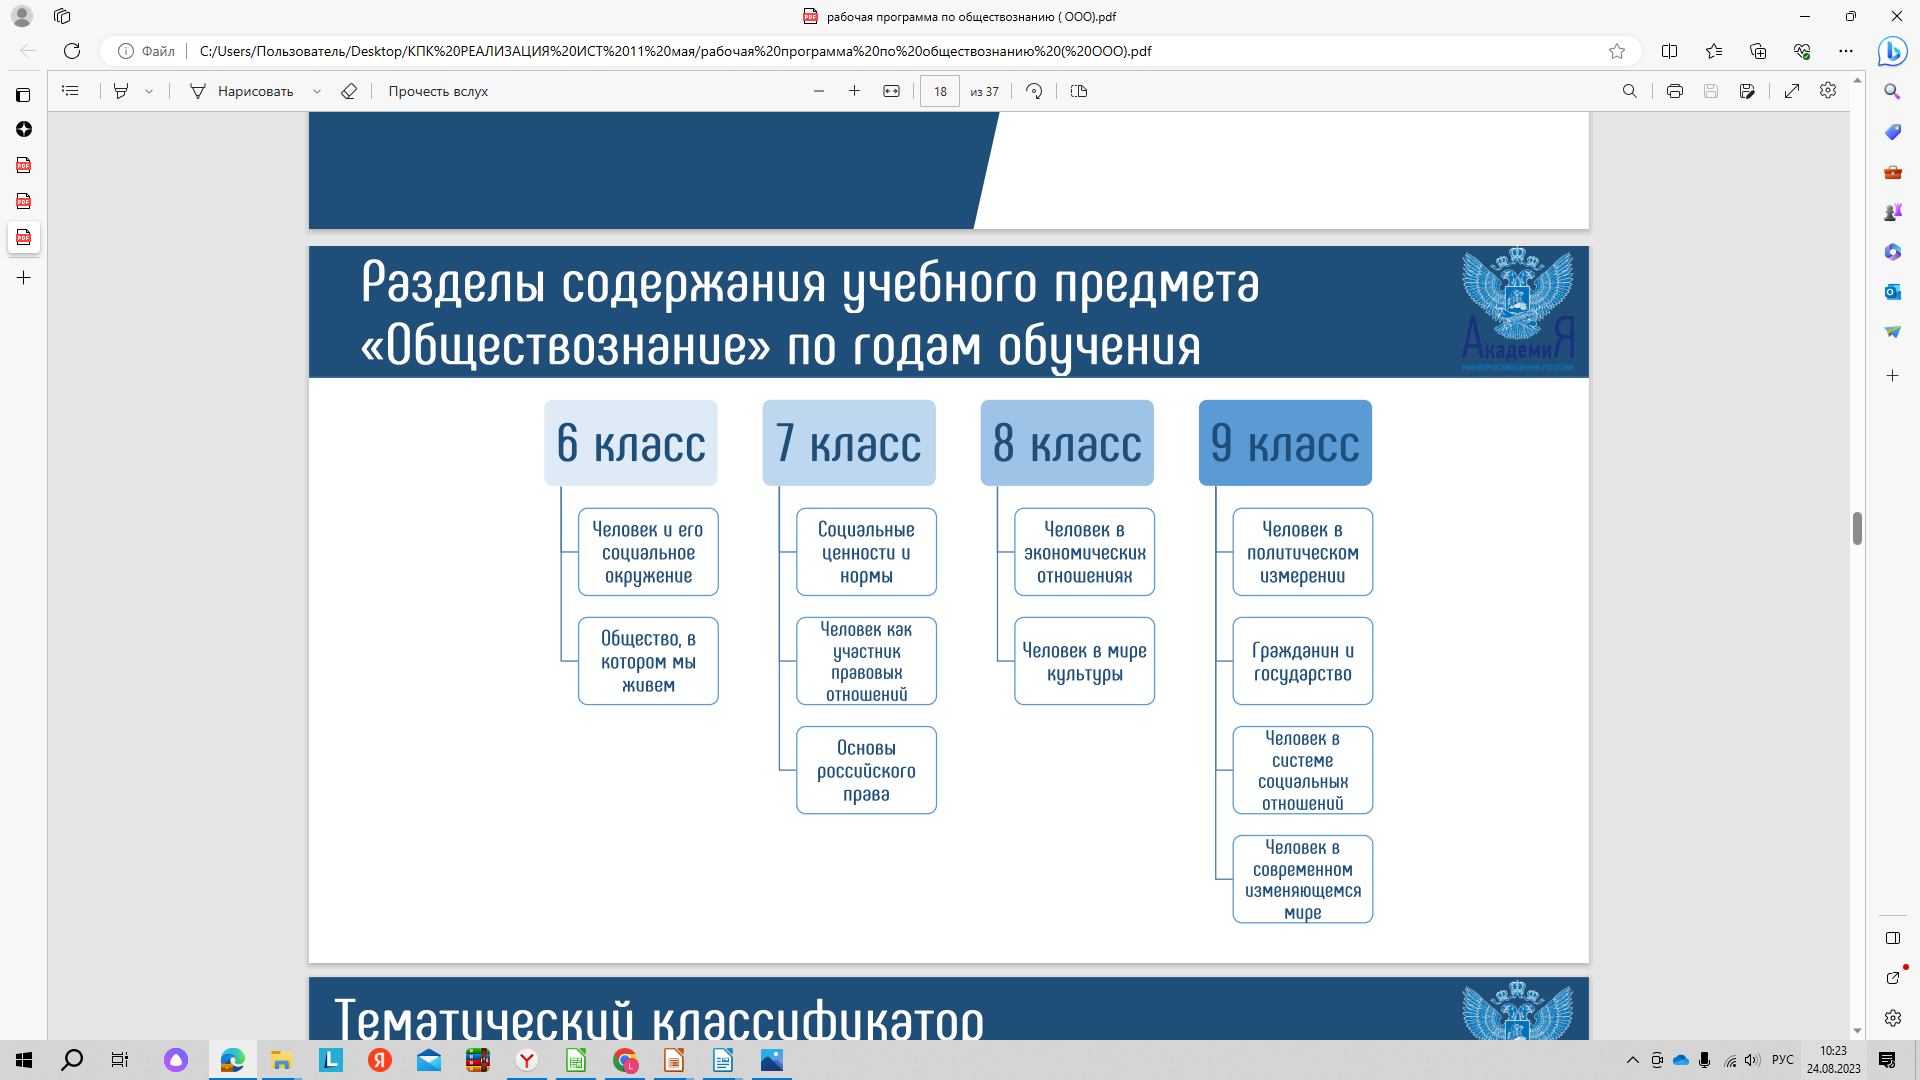 рабочая программа по обществознанию ( ООО).pdf
Файл
C:/Users/Пользователь/Desktop/КПК%20РЕАЛИЗАЦИЯ%20ИСТ%2011%20мая/рабочая%20программа%20по%20обществознанию%20(%20ООО).pdf
Нарисовать
Прочесть вслух
18
из 37
Разделы содержания учебного предмета
«Обществознание» по годам обучения
АкадемиЯ
МИНПРОСВЕЩЕНИЯ РОССИИ
6 класс
Человек и его
социальное
окружение
Общество, в
котором мы
живем
7 класс
Социальные
ценности и
нормы
Человек как
участник
правовых
отношений
Основы
российского
права
8 класс
Человек в
экономических
отношениях
Человек в мире
культуры
9 класс
Человек в
политическом
измерении
Гражданин и
государство
Человек в
системе
социальных
отношений
Человек в
современном
изменяющемся
мире
Тематический классификатор
РУС
10:23
24.08.2023